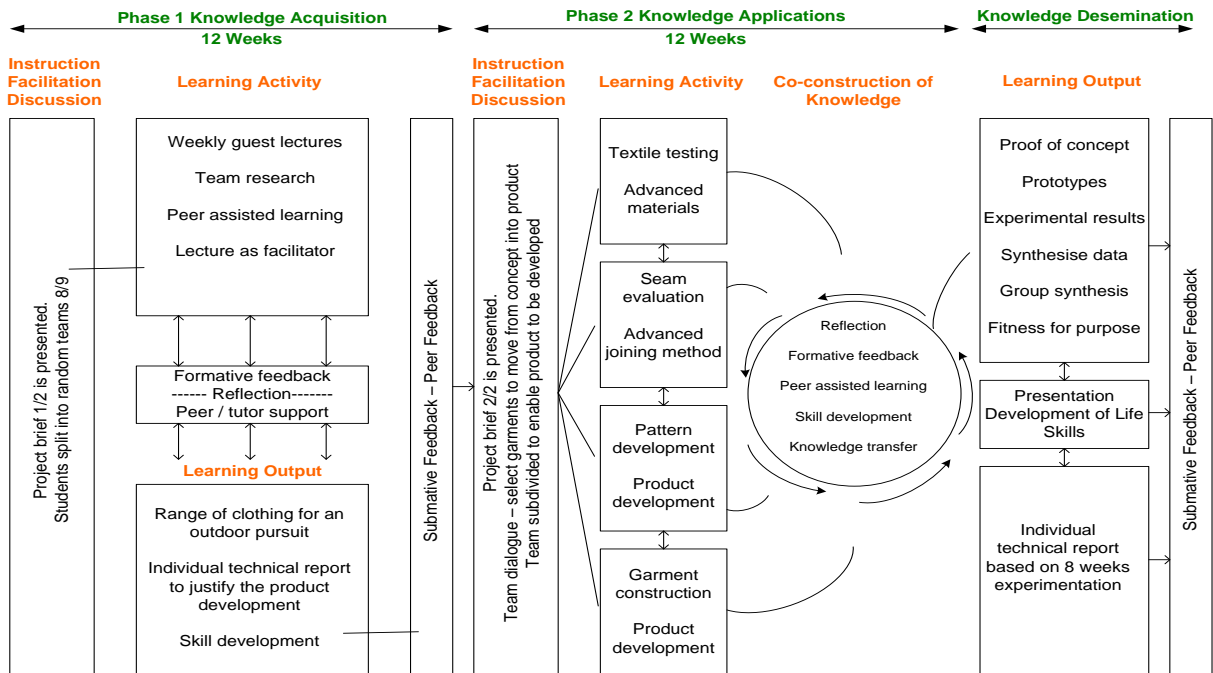 Phase 1 Knowledge Acquisition
12 Weeks
Phase 2 Knowledge Applications
12 Weeks
Knowledge Desemination
Instruction
Facilitation
Discussion
Learning Activity
Project brief 1/2 is presented.
Students split into random teams 8/9
Weekly guest lectures
Team research
Peer assisted learning
Lecture as facilitator
Formative feedback
------ Reflection-------
Peer / tutor support
Learning Output
Range of clothing for an
outdoor pursuit
Individual technical report
to justify the product
development
Skill development
Submative Feedback – Peer Feedback
Instruction
Facilitation
Discussion
Project brief 2/2 is presented.
Team dialogue – select garments to move from concept into product
Team subdivided to enable product to be developed
Learning Activity
Textile testing
Advanced
materials
Seam
evaluation
Advanced
joining method
Pattern
development
Product
development
Garment
construction
Product
development
Co-construction of
Knowledge
Reflection
Formative feedback
Peer assisted learning
Skill development
Knowledge transfer
Learning Output
Proof of concept
Prototypes
Experimental results
Synthesise data
Group synthesis
Fitness for purpose
Presentation
Development of Life
Skills
Individual
technical report
based on 8 weeks
experimentation
Submative Feedback – Peer Feedback